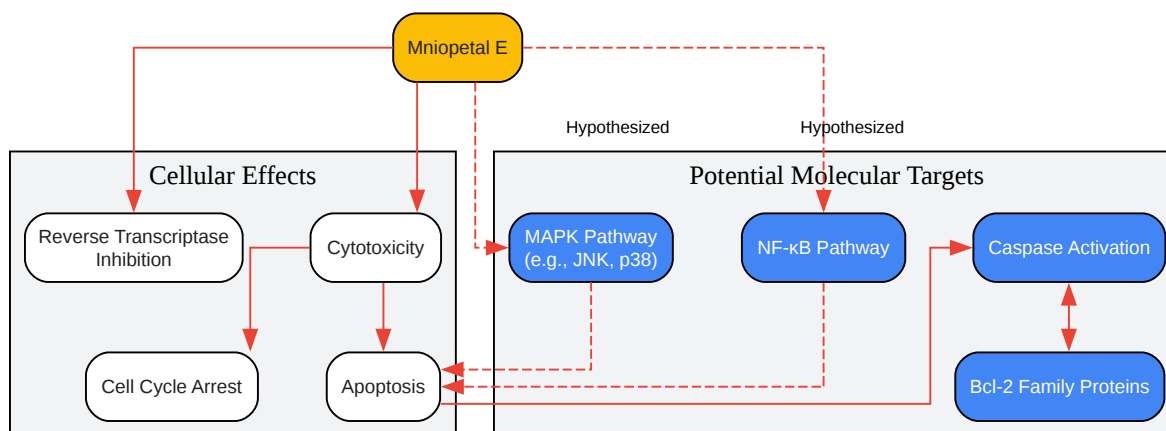 Mniopetal E
Hypothesized
Hypothesized
Cellular Effects
Potential Molecular Targets
Reverse Transcriptase
Inhibition
Cytotoxicity
MAPK Pathway
(e.g., JNK, p38)
NF-κB Pathway
Caspase Activation
Cell Cycle Arrest
Apoptosis
Bcl-2 Family Proteins